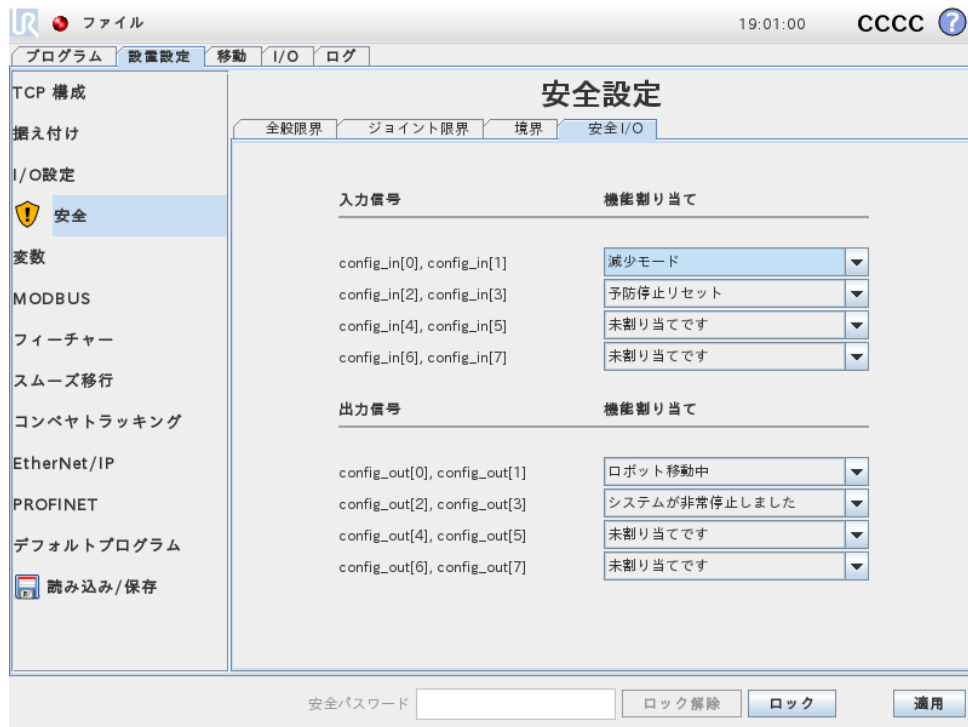 UR ファイル 19:01:00 CCCC ?
プログラム 設置設定 移動 I/O ログ
TCP 構成
据え付け
I/O設定
安全
変数
MODBUS
フィーチャー
スムーズ移行
コンベヤトラッキング
EtherNet/IP
PROFINET
デフォルトプログラム
読み込み/保存
安全設定
全般限界 ジョイント限界 境界 安全I/O
入力信号 機能割り当て
config_in[0], config_in[1] 減少モード
config_in[2], config_in[3] 予防停止リセット
config_in[4], config_in[5] 未割り当てです
config_in[6], config_in[7] 未割り当てです
出力信号 機能割り当て
config_out[0], config_out[1] ロボット移動中
config_out[2], config_out[3] システムが非常停止しました
config_out[4], config_out[5] 未割り当てです
config_out[6], config_out[7] 未割り当てです
安全パスワード ロック解除 ロック 適用